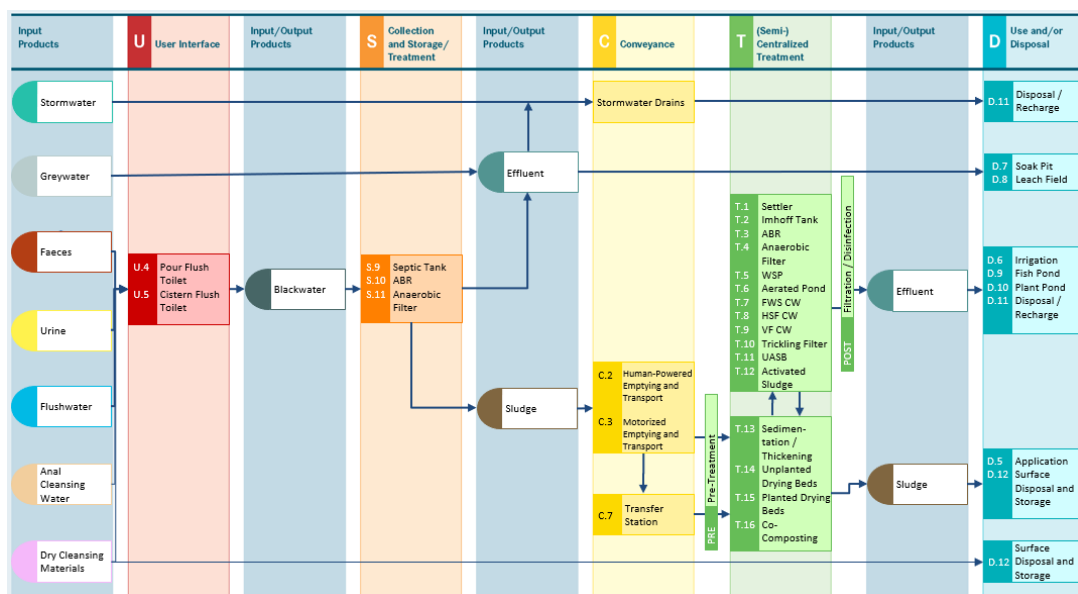 Input
Products
U User Interface
Input/Output
Products
S Collection
and Storage/
Treatment
Input/Output
Products
C Conveyance
T (Semi-)
Centralized
Treatment
Input/Output
Products
D Use and/or
Disposal
Stormwater
Stormwater Drains
D.11 Disposal /
Recharge
Greywater
Effluent
D.7 Soak Pit
D.8 Leach Field
Faeces
Urine
Flushwater
Anal
Cleansing
Water
Dry Cleansing
Materials
U.4 Pour Flush
Toilet
U.5 Cistern Flush
Toilet
Blackwater
S.9 Septic Tank
S.10 ABR
S.11 Anaerobic
Filter
Sludge
C.2 Human-Powered
Emptying and
Transport
C.3 Motorized
Emptying and
Transport
C.7 Transfer
Station
PRE Pre-Treatment
T.1 Settler
T.2 Imhoff Tank
T.3 ABR
T.4 Anaerobic
Filter
T.5 WSP
T.6 Aerated Pond
T.7 FWS CW
T.8 HSF CW
T.9 VF CW
T.10 Trickling Filter
T.11 UASB
T.12 Activated
Sludge
T.13 Sedimen-
tation /
Thickening
T.14 Unplanted
Drying Beds
T.15 Planted Drying
Beds
T.16 Co-
Composting
POST Filtration / Disinfection
Effluent
D.6 Irrigation
D.9 Fish Pond
D.10 Plant Pond
D.11 Disposal /
Recharge
Sludge
D.5 Application
D.12 Surface
Disposal and
Storage
D.12 Surface
Disposal and
Storage